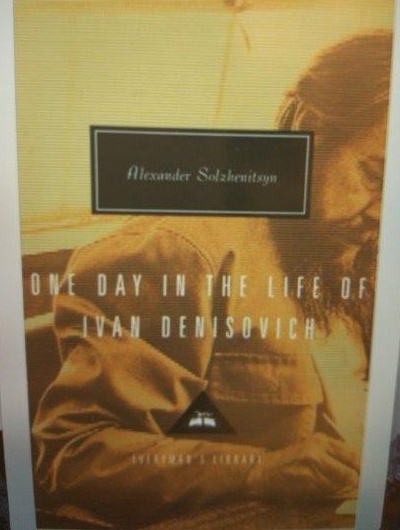 Alexander Solzhenitsyn
ONE DAY IN THE LIFE OF
IVAN DENISOVICH
EVERYMAN'S LIBRARY